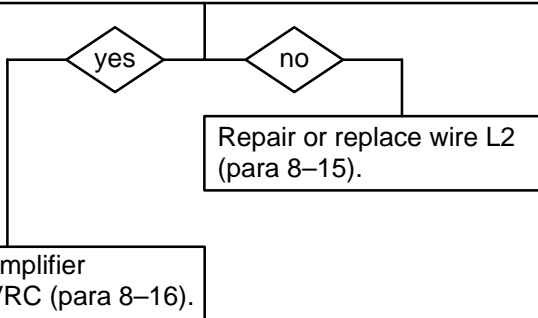 yes
no
Repair or replace wire L2
(para 8–15).
mplifier
VRC (para 8–16).